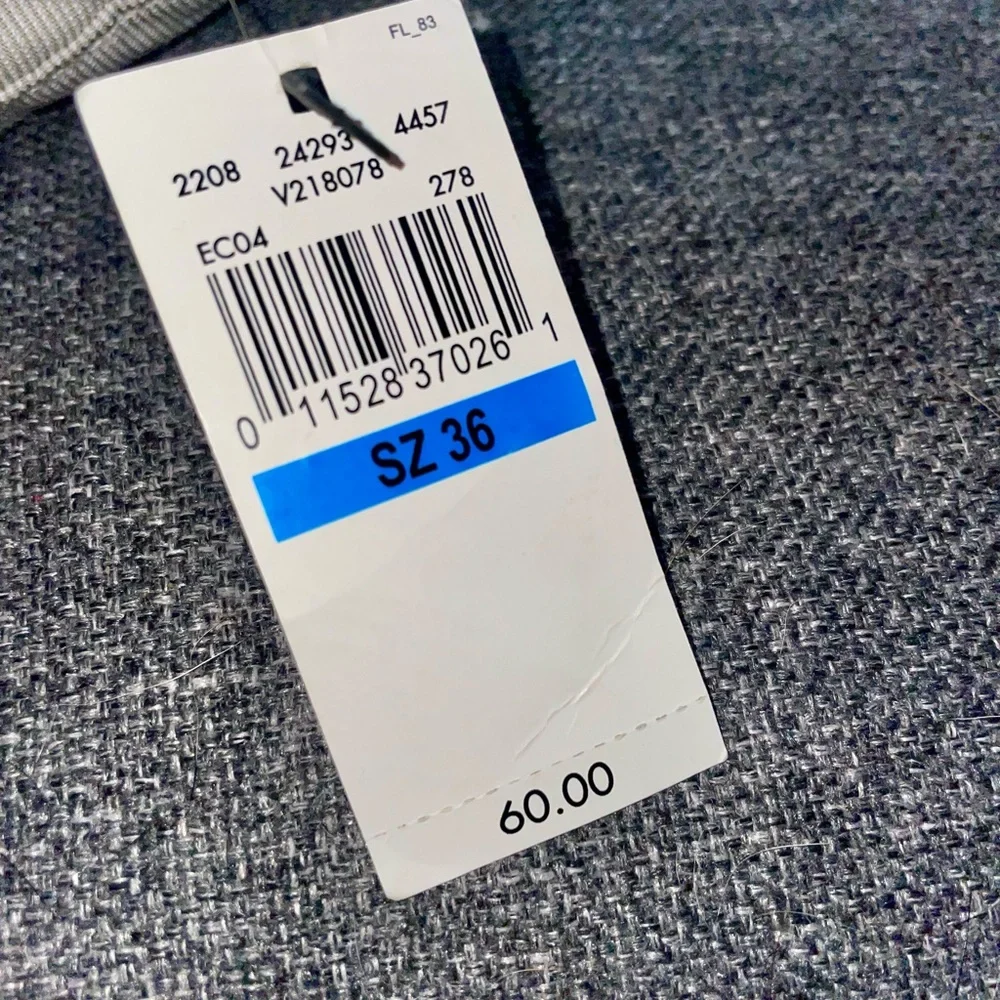 FL_83
2208 24293 4457
V218078 278
EC04
0 11528 37026 1
SZ 36
60.00